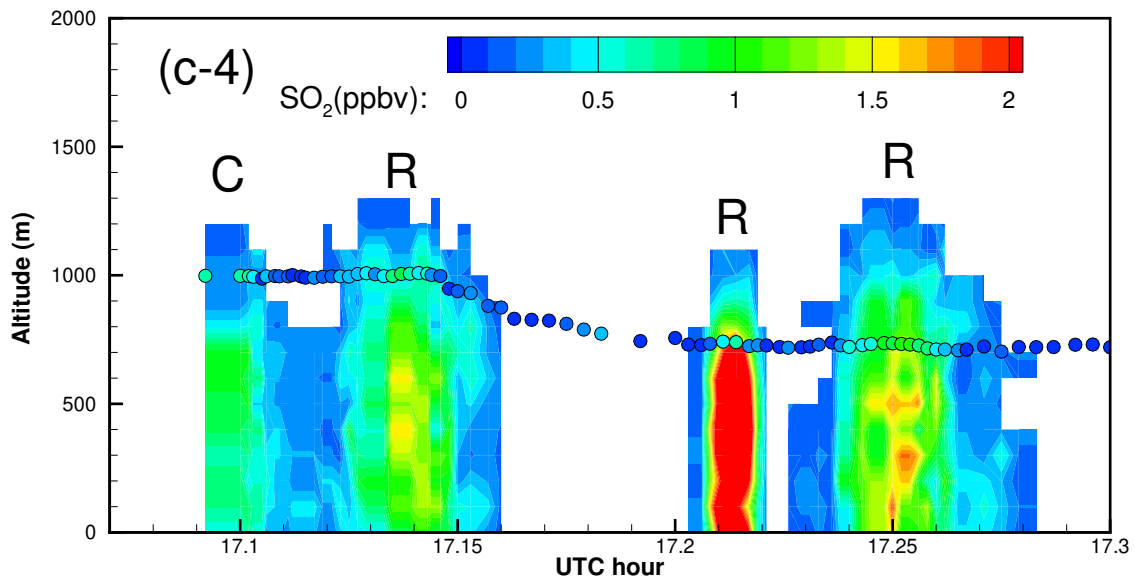 2000
(c-4)
SO2(ppbv): 0 0.5 1 1.5 2
1500
C R R R
1000
500
0
Altitude (m)
17.1 17.15 17.2 17.25 17.3
UTC hour